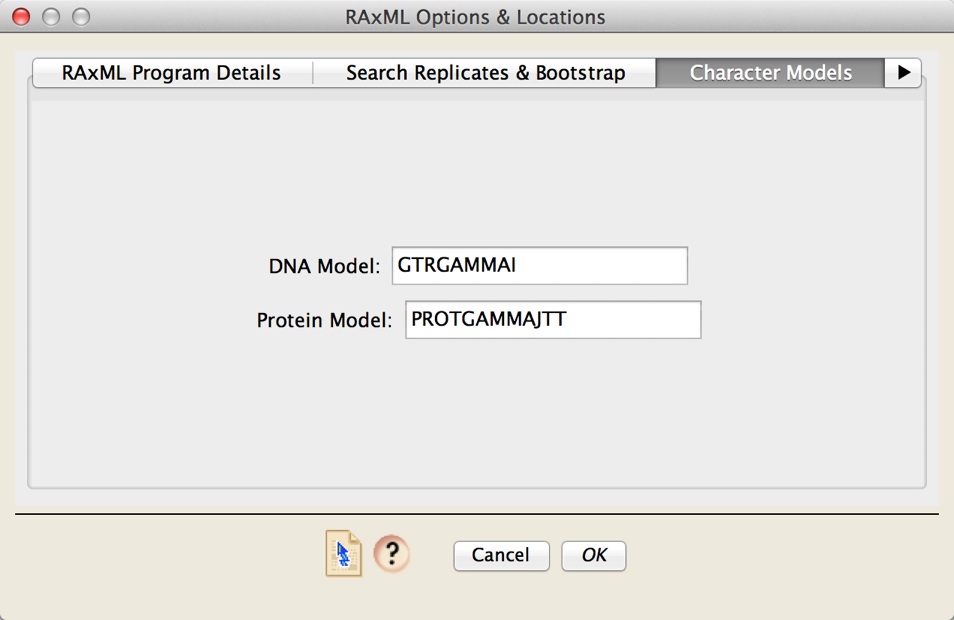 RAxML Options & Locations
RAxML Program Details Search Replicates & Bootstrap Character Models
DNA Model: GTRGAMMAI
Protein Model: PROTGAMMAJTT
? Cancel OK